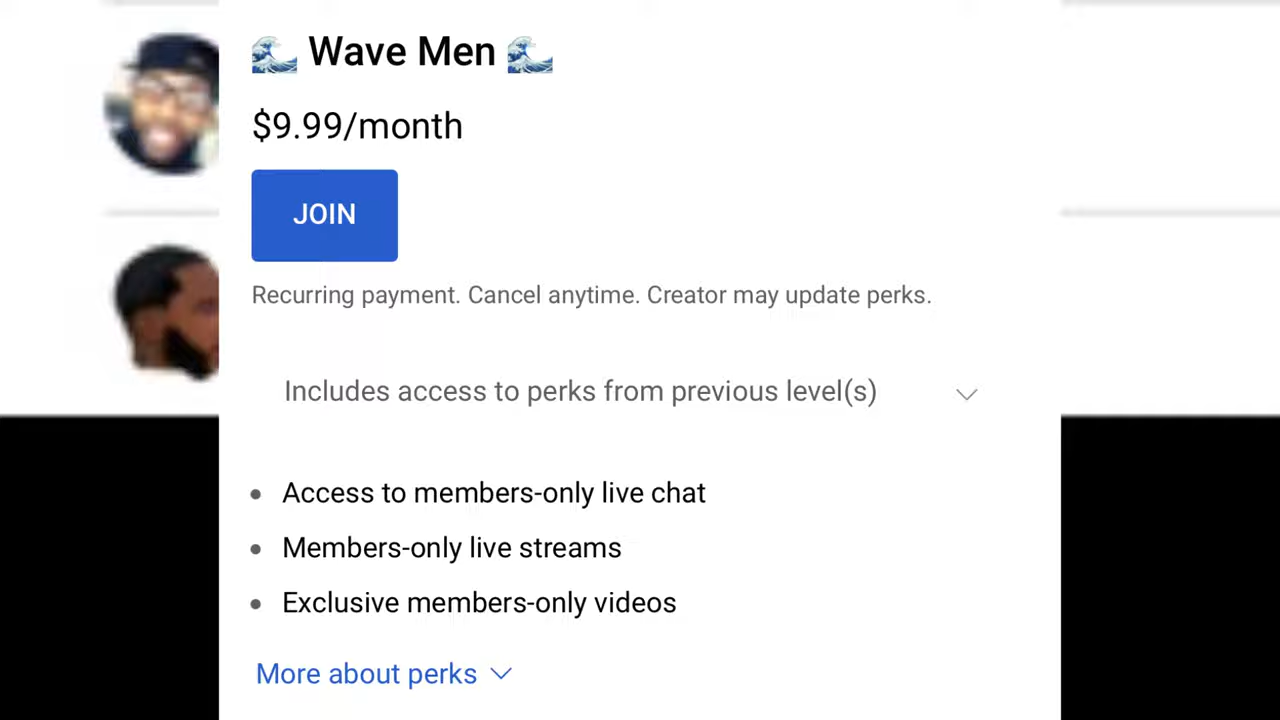 🌊 Wave Men 🌊
$9.99/month
JOIN
Recurring payment. Cancel anytime. Creator may update perks.
Includes access to perks from previous level(s)
Access to members-only live chat
Members-only live streams
Exclusive members-only videos
More about perks